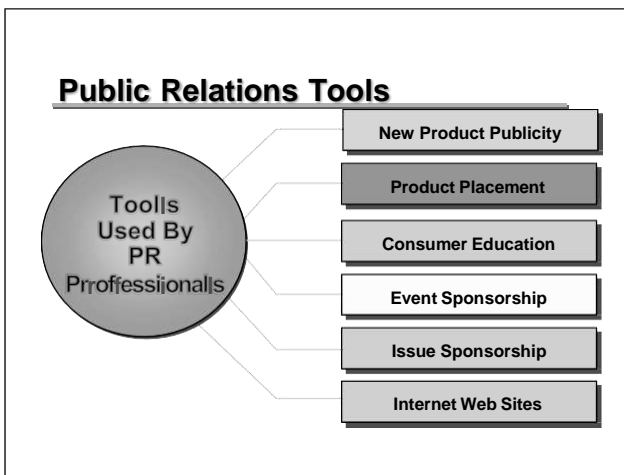 Public Relations Tools
New Product Publicity
Product Placement
Consumer Education
Event Sponsorship
Issue Sponsorship
Internet Web Sites
Toolls
Used By
PR
Prroffessiionalls